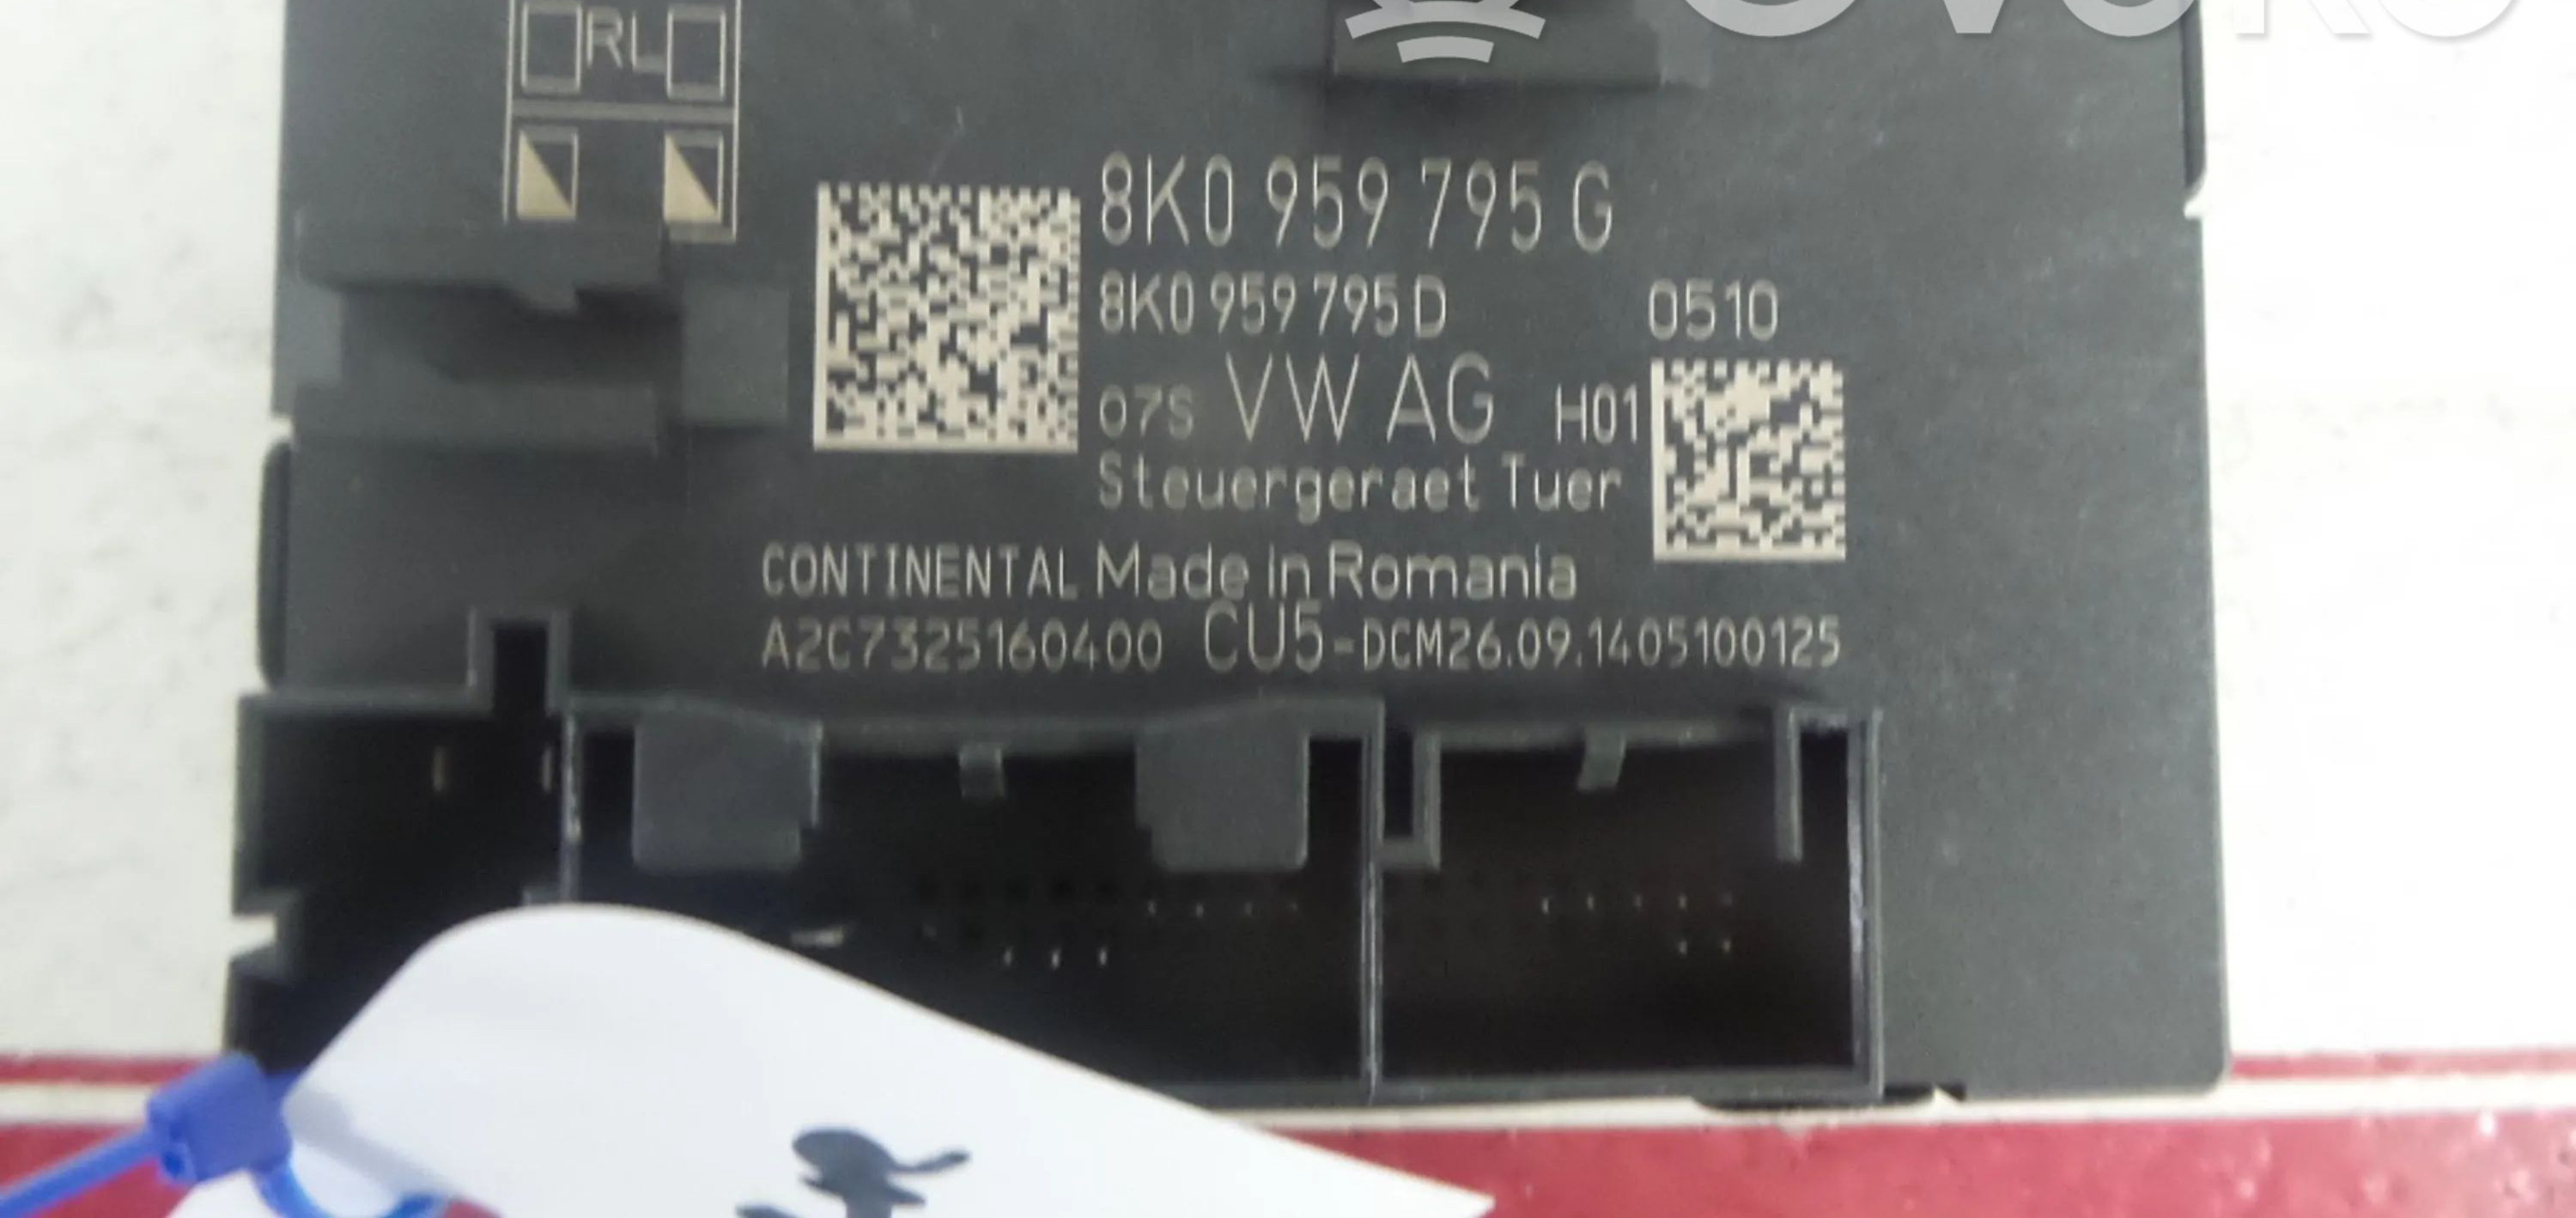 RL
8K0 959 795 G
8K0 959 795 D 0510
07S VW AG H01
Steuergeraet Tuer
CONTINENTAL Made in Romania
A2C7325160400 CU5-DCM26.09.1405100125